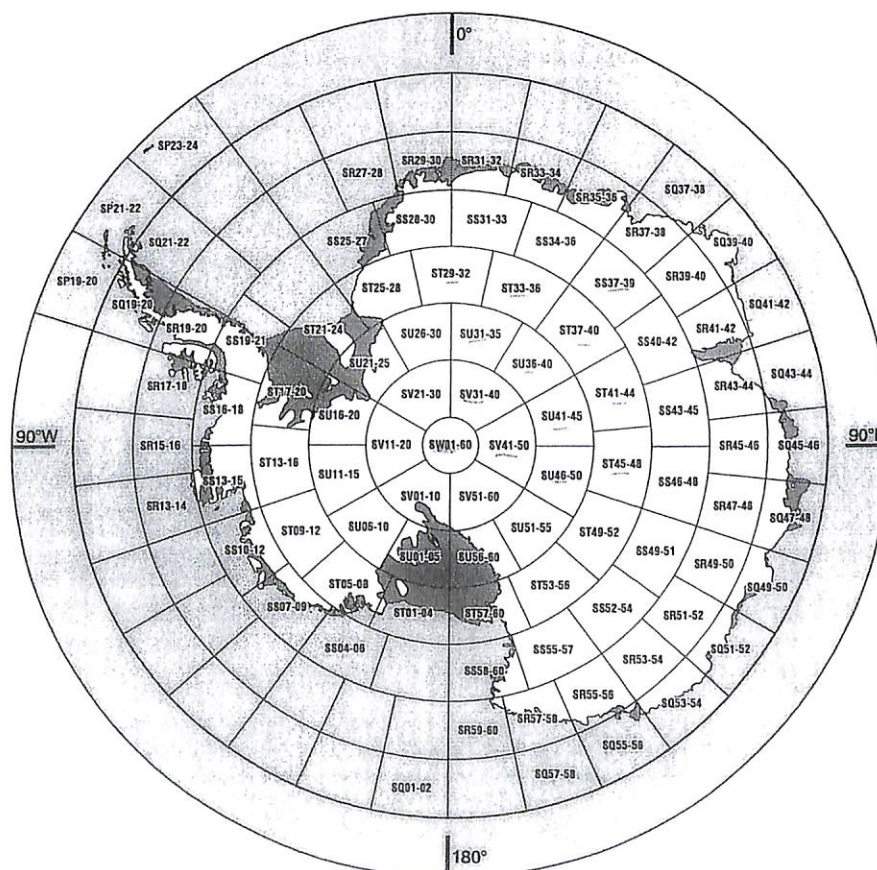 0°
SP23-24
SR29-30
SR31-32
SR27-28
SR33-34
SR35-36
SQ37-38
SP21-22
SS28-30
SS31-33
SR37-38
SQ21-22
SS25-27
SS34-36
SQ39-40
SP19-20
ST25-28
ST29-32
ST33-36
SS37-39
SR39-40
SQ19-20
SQ41-42
SR19-20
ST21-24
SU26-30
SU31-35
ST37-40
SR41-42
SS19-21
SS40-42
SU21-25
SU36-40
SQ43-44
SR17-18
ST17-20
SV21-30
SV31-40
ST41-44
SR43-44
SS16-18
SU16-20
SU41-45
SS43-45
90°W
SR15-16
SV11-20
SW01-60
SV41-50
SR45-46
SQ45-46
90°E
ST13-16
SU11-15
SU46-50
ST45-48
SS13-15
SS46-48
SR13-14
SV01-10
SV51-60
SR47-48
SQ47-48
ST09-12
SU06-10
SU51-55
ST49-52
SS10-12
SU01-05
SU56-60
SS49-51
SR49-50
SQ49-50
SS07-09
ST05-08
ST53-56
ST01-04
ST57-60
SS52-54
SR51-52
SS04-06
SS55-57
SQ51-52
SS58-60
SR53-54
SR55-56
SQ53-54
SR59-60
SR57-58
SQ55-56
SQ01-02
SQ57-58
180°